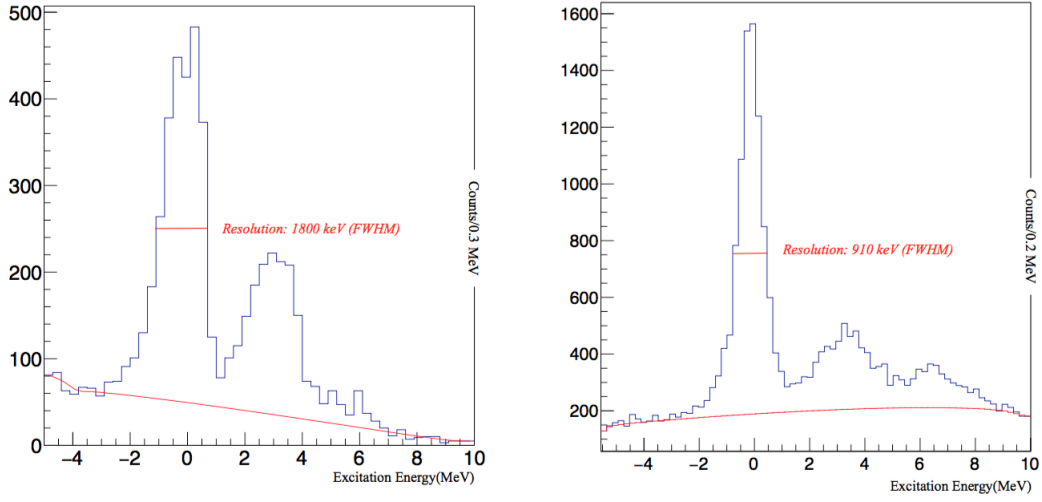 500
400
300
200
100
0
Resolution: 1800 keV (FWHM)
Counts/0.3 MeV
−4 −2 0 2 4 6 8 10
Excitation Energy(MeV)
1600
1400
1200
1000
800
600
400
200
Resolution: 910 keV (FWHM)
Counts/0.2 MeV
−4 −2 0 2 4 6 8 10
Excitation Energy(MeV)